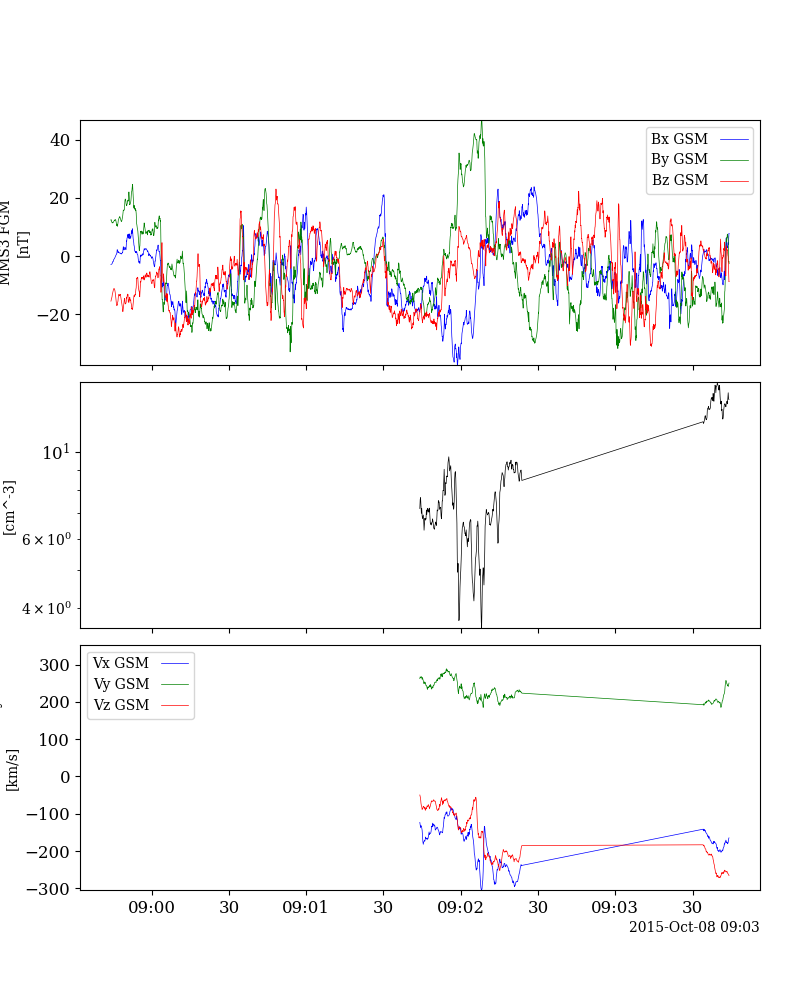 40
20
0
−20
MMS3 FGM
[nT]
Bx GSM
By GSM
Bz GSM
10¹
6 × 10⁰
4 × 10⁰
[cm^-3]
300
200
100
0
−100
−200
−300
[km/s]
Vx GSM
Vy GSM
Vz GSM
09:00 30 09:01 30 09:02 30 09:03 30
2015-Oct-08 09:03